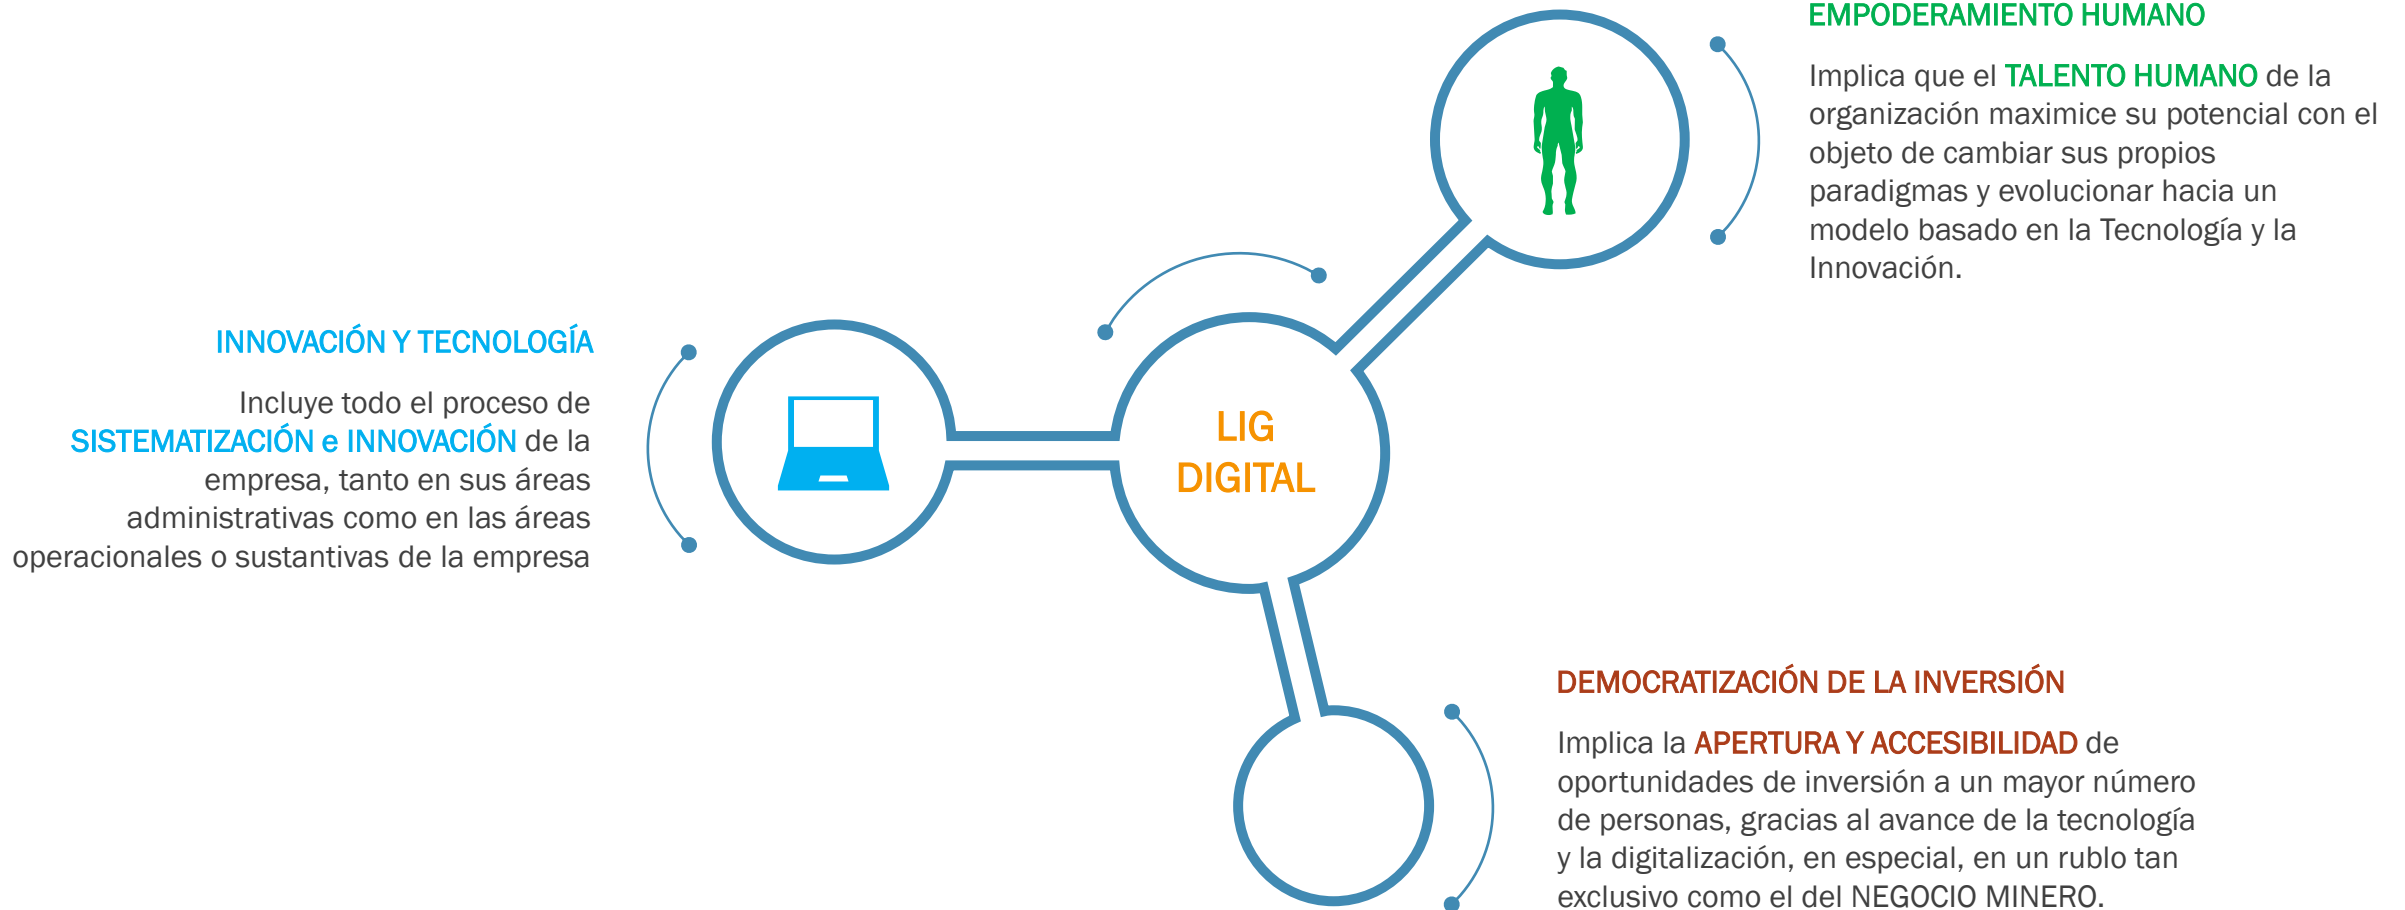 EMPODERAMIENTO HUMANO
Implica que el TALENTO HUMANO de la
organización maximice su potencial con el
objeto de cambiar sus propios
paradigmas y evolucionar hacia un
modelo basado en la Tecnología y la
Innovación.
INNOVACIÓN Y TECNOLOGÍA
Incluye todo el proceso de
SISTEMATIZACIÓN e INNOVACIÓN de la
empresa, tanto en sus áreas
administrativas como en las áreas
operacionales o sustantivas de la empresa
LIG
DIGITAL
DEMOCRATIZACIÓN DE LA INVERSIÓN
Implica la APERTURA Y ACCESIBILIDAD de
oportunidades de inversión a un mayor número
de personas, gracias al avance de la tecnología
y la digitalización, en especial, en un rublo tan
exclusivo como el del NEGOCIO MINERO.